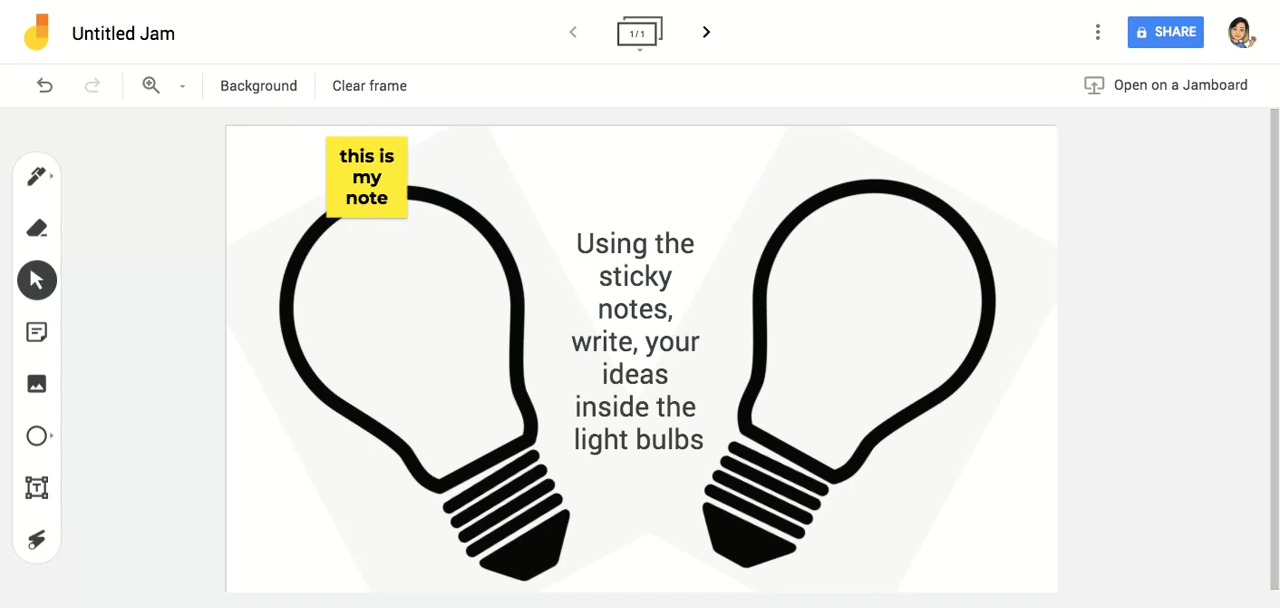 Untitled Jam
1/1
SHARE
Background
Clear frame
Open on a Jamboard
this is
my
note
Using the
sticky
notes,
write, your
ideas
inside the
light bulbs
T